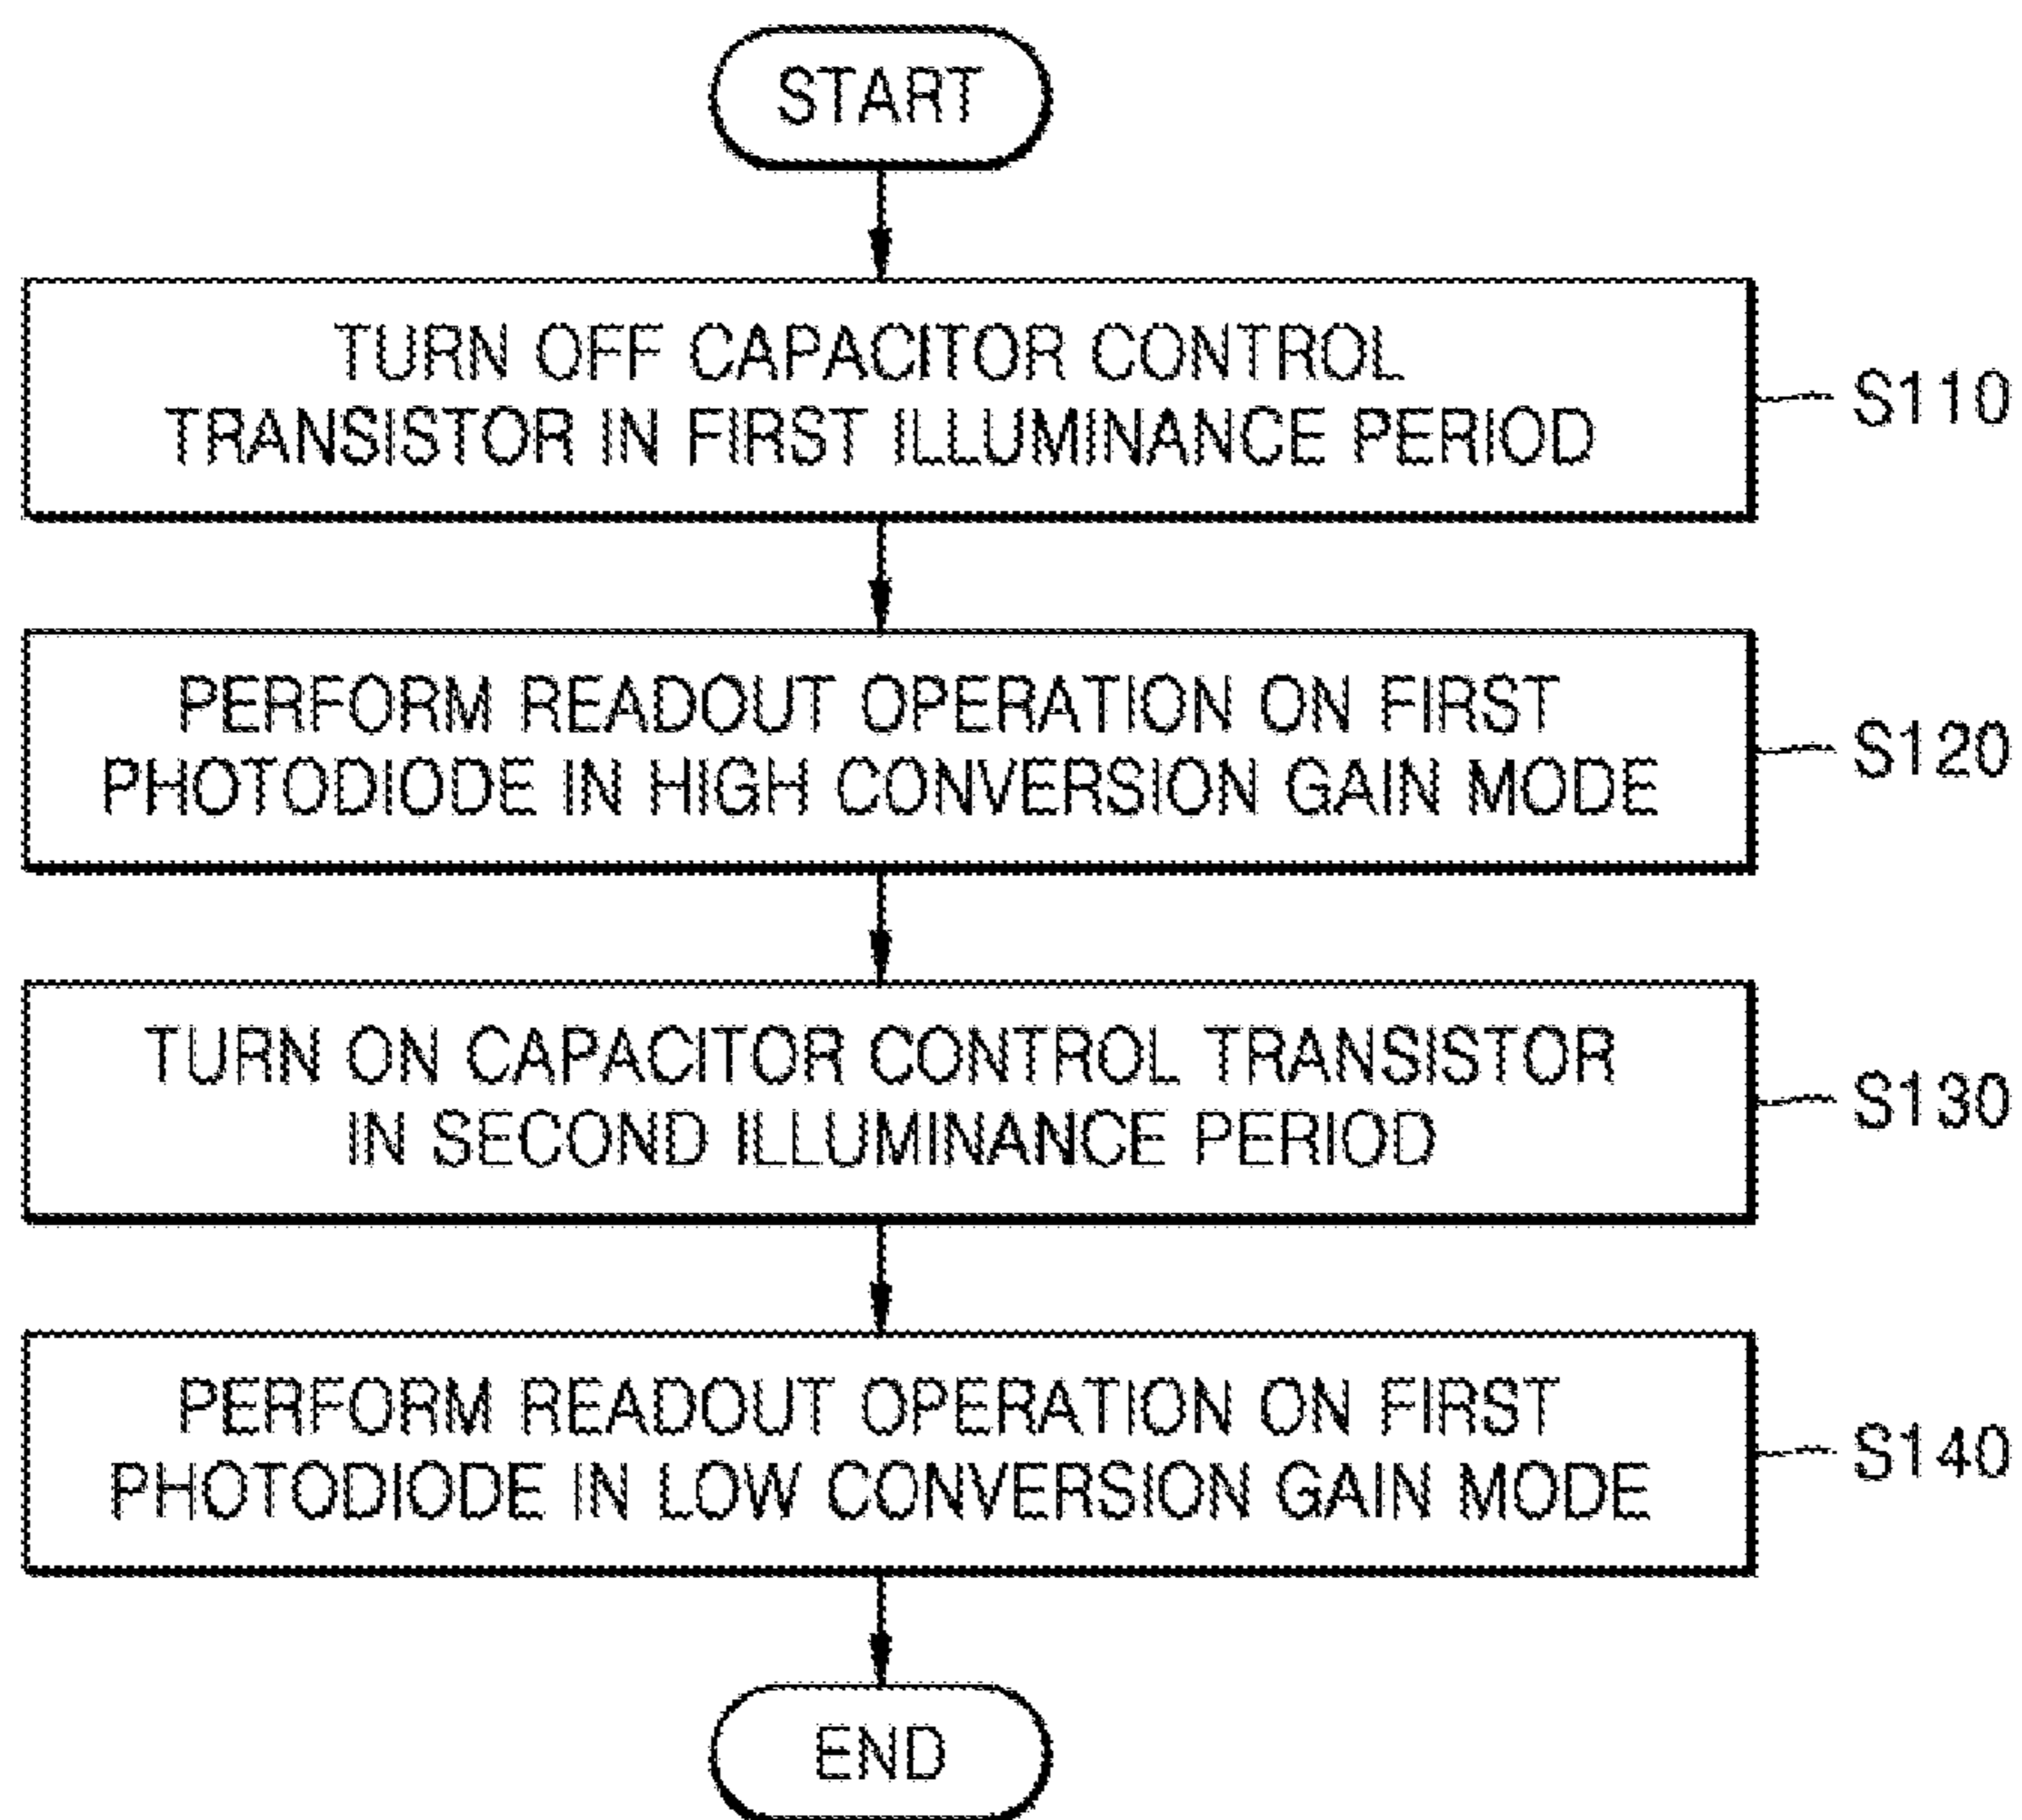 START
TURN OFF CAPACITOR CONTROL
TRANSISTOR IN FIRST ILLUMINANCE PERIOD
S110
PERFORM READOUT OPERATION ON FIRST
PHOTODIODE IN HIGH CONVERSION GAIN MODE
S120
TURN ON CAPACITOR CONTROL TRANSISTOR
IN SECOND ILLUMINANCE PERIOD
S130
PERFORM READOUT OPERATION ON FIRST
PHOTODIODE IN LOW CONVERSION GAIN MODE
S140
END